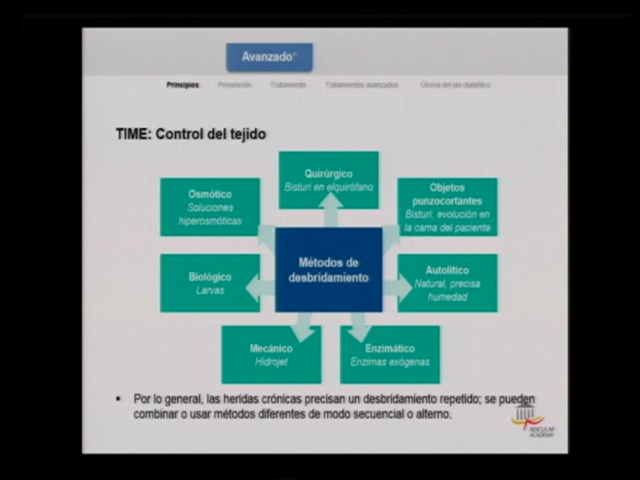 Avanzado
Principios
Prevención
Tratamiento
Tratamientos avanzados
Úlcera del pie diabético
TIME: Control del tejido
Quirúrgico
Bisturí en elquirófano
Osmótico
Soluciones
hiperosmóticas
Objetos
punzocortantes
Bisturí, evolución en
la cama del paciente
Métodos de
desbridamiento
Biológico
Larvas
Autolítico
Natural, precisa
humedad
Mecánico
Hidrojet
Enzimático
Enzimas exógenas
• Por lo general, las heridas crónicas precisan un desbridamiento repetido; se pueden
combinar o usar métodos diferentes de modo secuencial o alterno.
AESCULAP
ACADEMY